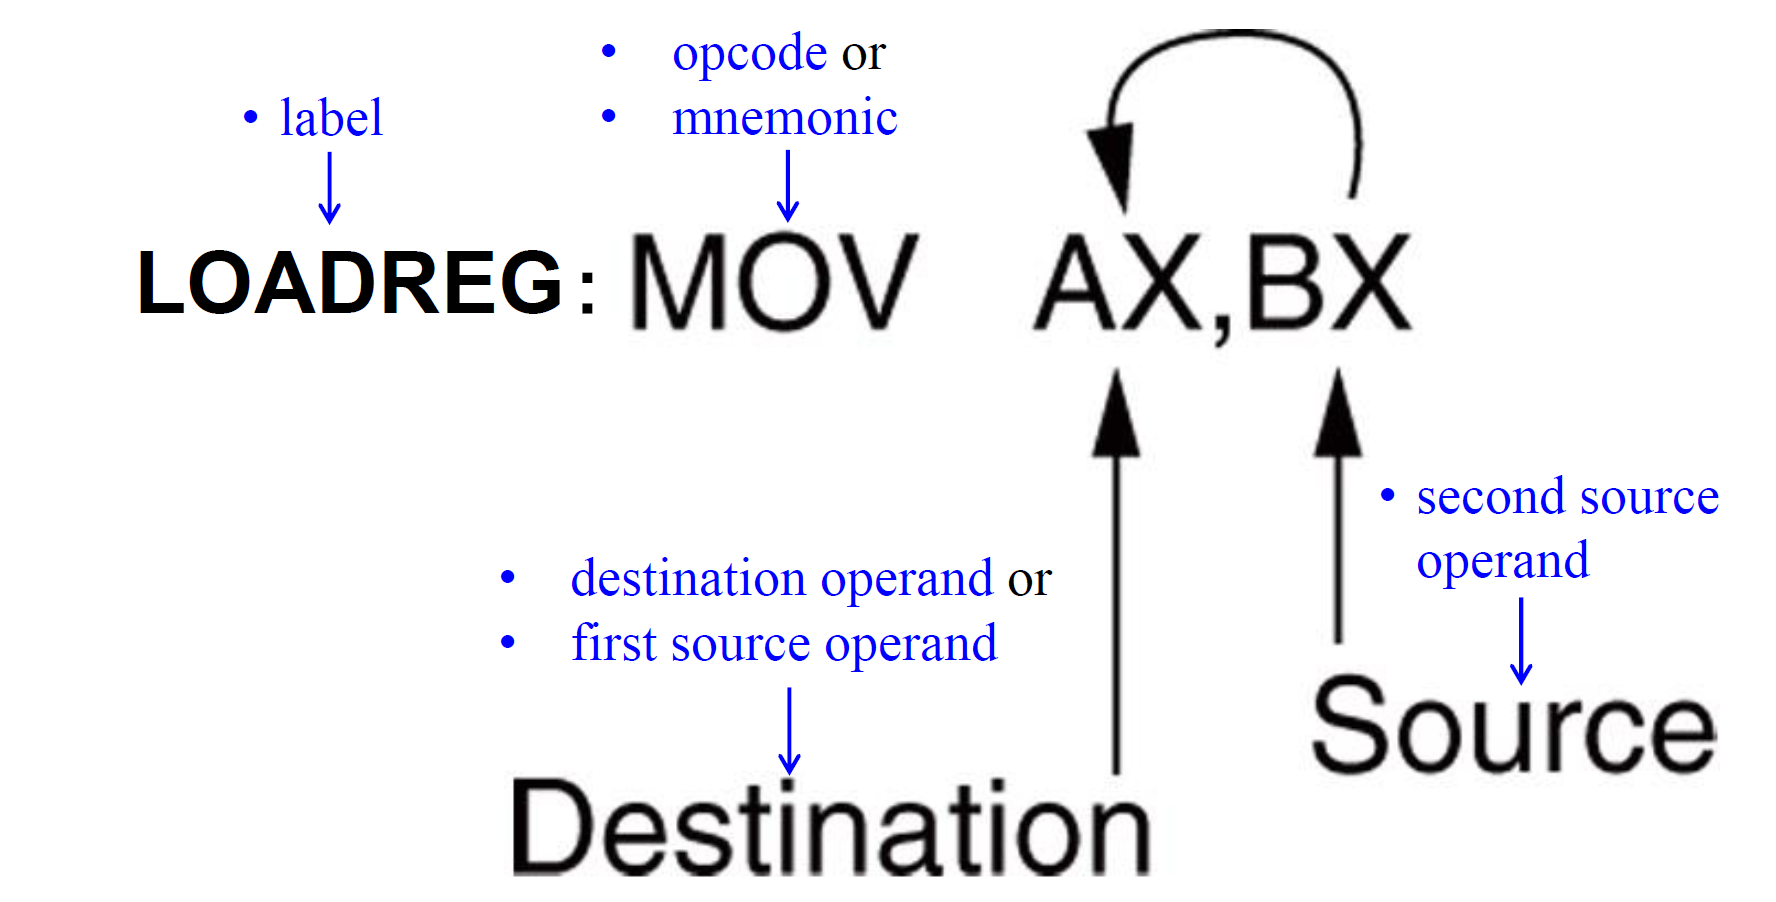 • opcode or
• mnemonic
• label
LOADREG: MOV AX,BX
• second source
operand
• destination operand or
• first source operand
Source
Destination